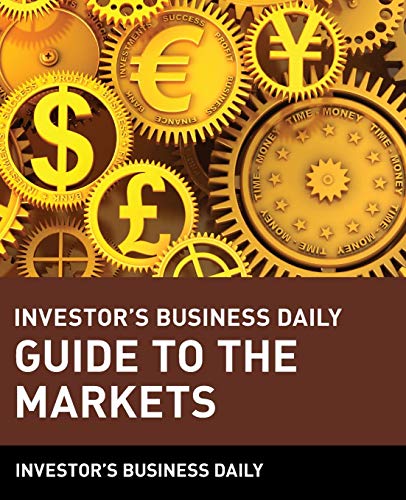 INVESTMENTS SUCCESS PROFIT BUSINESS FINANCE BANK
€
¥
$
£
TIME - MONEY - TIME - MONEY - TIME - MONEY - TIME - MONEY
INVESTOR'S BUSINESS DAILY
GUIDE TO THE
MARKETS
INVESTOR'S BUSINESS DAILY